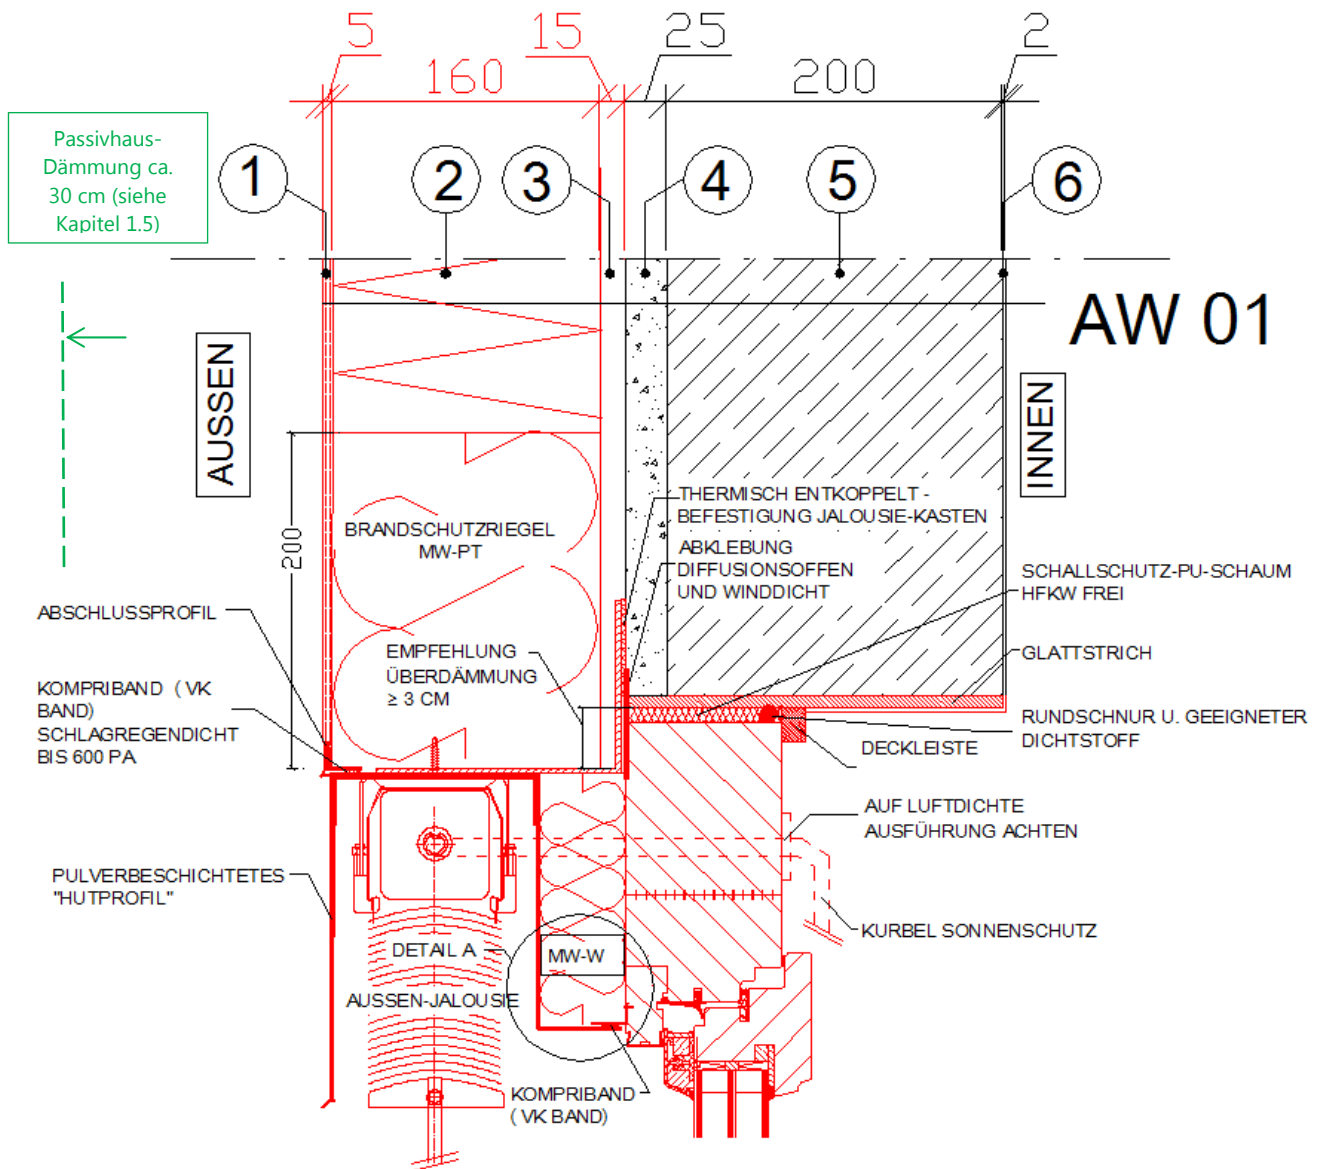 5
15
25
2
160
200
Passivhaus-
Dämmung ca.
30 cm (siehe
Kapitel 1.5)
1
2
3
4
5
6
AW 01
AUSSEN
INNEN
THERMISCH ENTKOPPELT -
BEFESTIGUNG JALOUSIE-KASTEN
BRANDSCHUTZRIEGEL
MW-PT
200
ABKLEBUNG
DIFFUSIONSOFFEN
UND WINDDICHT
SCHALLSCHUTZ-PU-SCHAUM
HFKW FREI
ABSCHLUSSPROFIL
EMPFEHLUNG
ÜBERDÄMMUNG
≥ 3 CM
GLATTSTRICH
KOMPRIBAND ( VK
BAND)
SCHLAGREGENDICHT
BIS 600 PA
RUNDSCHNUR U. GEEIGNETER
DICHTSTOFF
DECKLEISTE
AUF LUFTDICHTE
AUSFÜHRUNG ACHTEN
PULVERBESCHICHTETES
"HUTPROFIL"
KURBEL SONNENSCHUTZ
DETAIL A
MW-W
AUSSEN-JALOUSIE
KOMPRIBAND
( VK BAND)